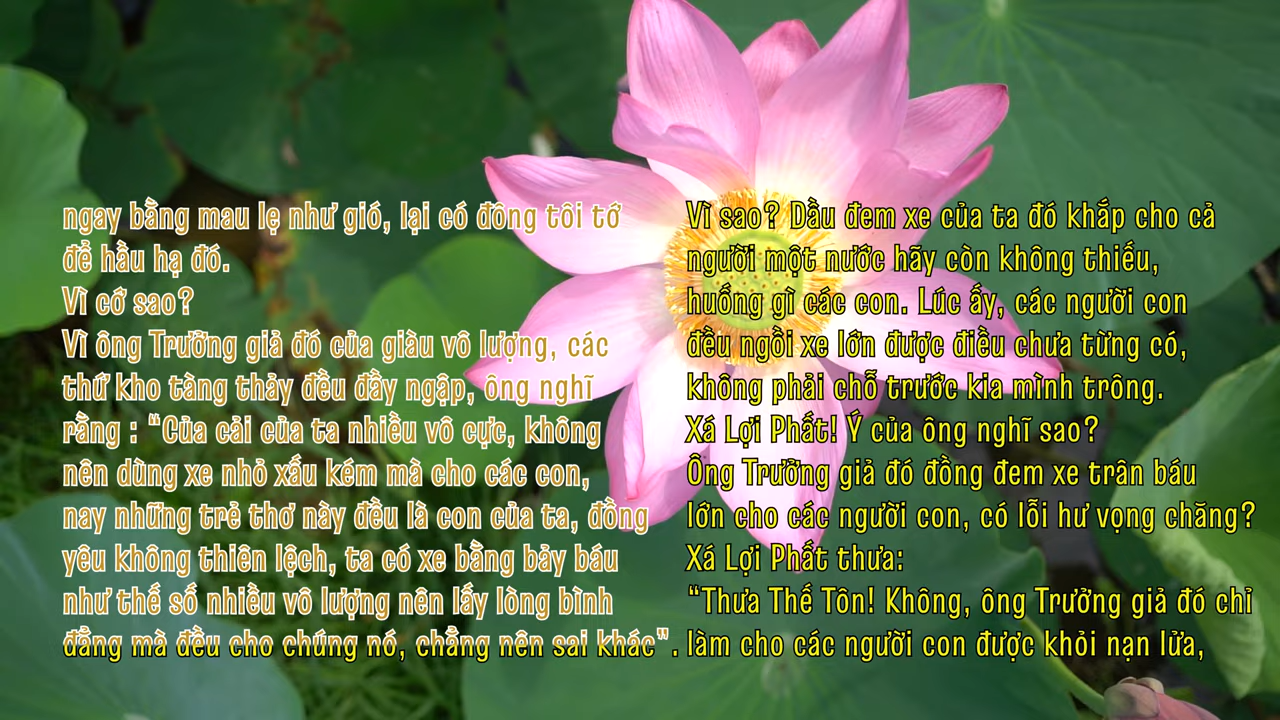 ngay bằng mau lẹ như gió, lại có đông tôi tớ
để hầu hạ đó.
Vì cớ sao?
Vì ông Trưởng giả đó của giàu vô lượng, các
thứ kho tàng thảy đều đầy ngập, ông nghĩ
rằng : “Của cải của ta nhiều vô cực, không
nên dùng xe nhỏ xấu kém mà cho các con,
nay những trẻ thơ này đều là con của ta, đồng
yêu không thiên lệch, ta có xe bằng bảy báu
như thế số nhiều vô lượng nên lấy lòng bình
đẳng mà đều cho chúng nó, chẳng nên sai khác”.
Vì sao? Dầu đem xe của ta đó khắp cho cả
người một nước hãy còn không thiếu,
huống gì các con. Lúc ấy, các người con
đều ngồi xe lớn được điều chưa từng có,
không phải chỗ trước kia mình trông.
Xá Lợi Phất! Ý của ông nghĩ sao?
Ông Trưởng giả đó đồng đem xe trân báu
lớn cho các người con, có lỗi hư vọng chăng?
Xá Lợi Phất thưa:
“Thưa Thế Tôn! Không, ông Trưởng giả đó chỉ
làm cho các người con được khỏi nạn lửa,